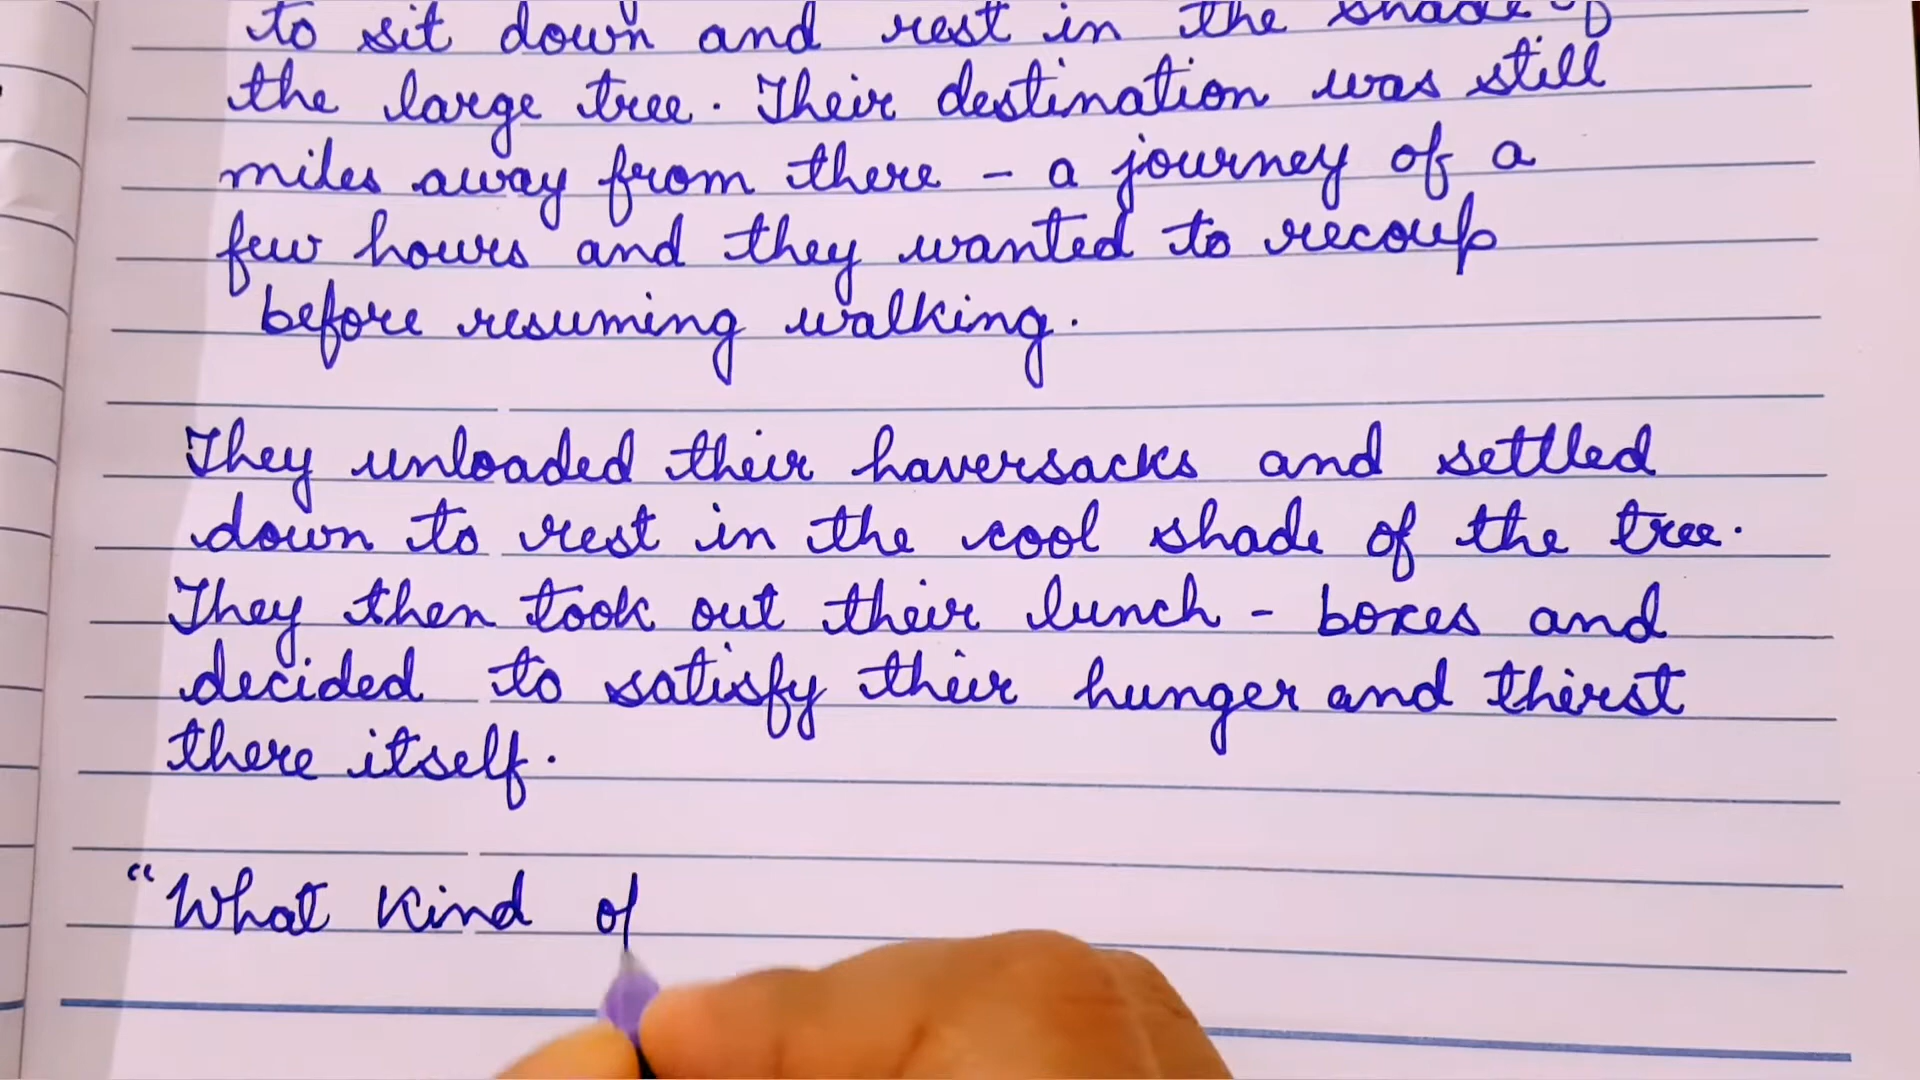 to sit down and rest in the shade of
the large tree. Their destination was still
miles away from there - a journey of a
few hours and they wanted to recoup
before resuming walking.
They unloaded their haversacks and settled
down to rest in the cool shade of the tree.
They then took out their lunch - boxes and
decided to satisfy their hunger and thirst
there itself.
"What kind of